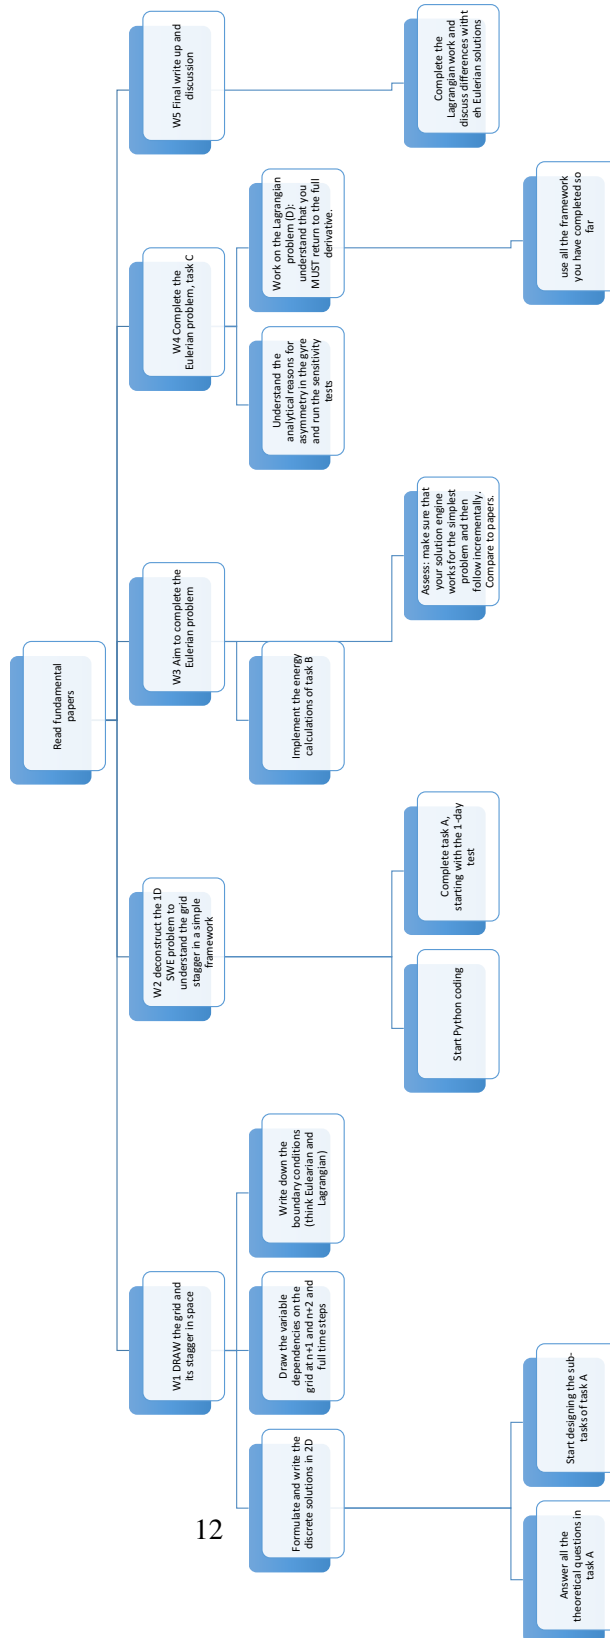 Read fundamental
papers
W1 DRAW the grid and
its stagger in space
Formulate and write the
discrete solutions in 2D
Answer all the
theoretical questions in
task A
Start designing the sub-
tasks of task A
Draw the variable
dependencies on the
grid at n+1 and n+2 and
full time steps
Write down the
boundary conditions
(think Eulearian and
Lagrangian)
W2 deconstruct the 1D
SWE problem to
understand the grid
stagger in a simple
framework
Start Python coding
Complete task A,
starting with the 1-day
test
W3 Aim to complete the
Eulerian problem
Implement the energy
calculations of task B
Assess: make sure that
your solution engine
works for the simplest
problem and then
follow incrementally.
Compare to papers.
W4 Complete the
Eulerian problem, task C
Understand the
analytical reasons for
asymmetry in the gyre
and run the sensitivity
tests
Work on the Lagrangian
problem (D):
understand that you
MUST return to the full
derivative.
use all the framework
you have completed so
far
W5 Final write up and
discussion
Complete the
Lagrangian work and
discuss differences witht
eh Eulerian solutions
12